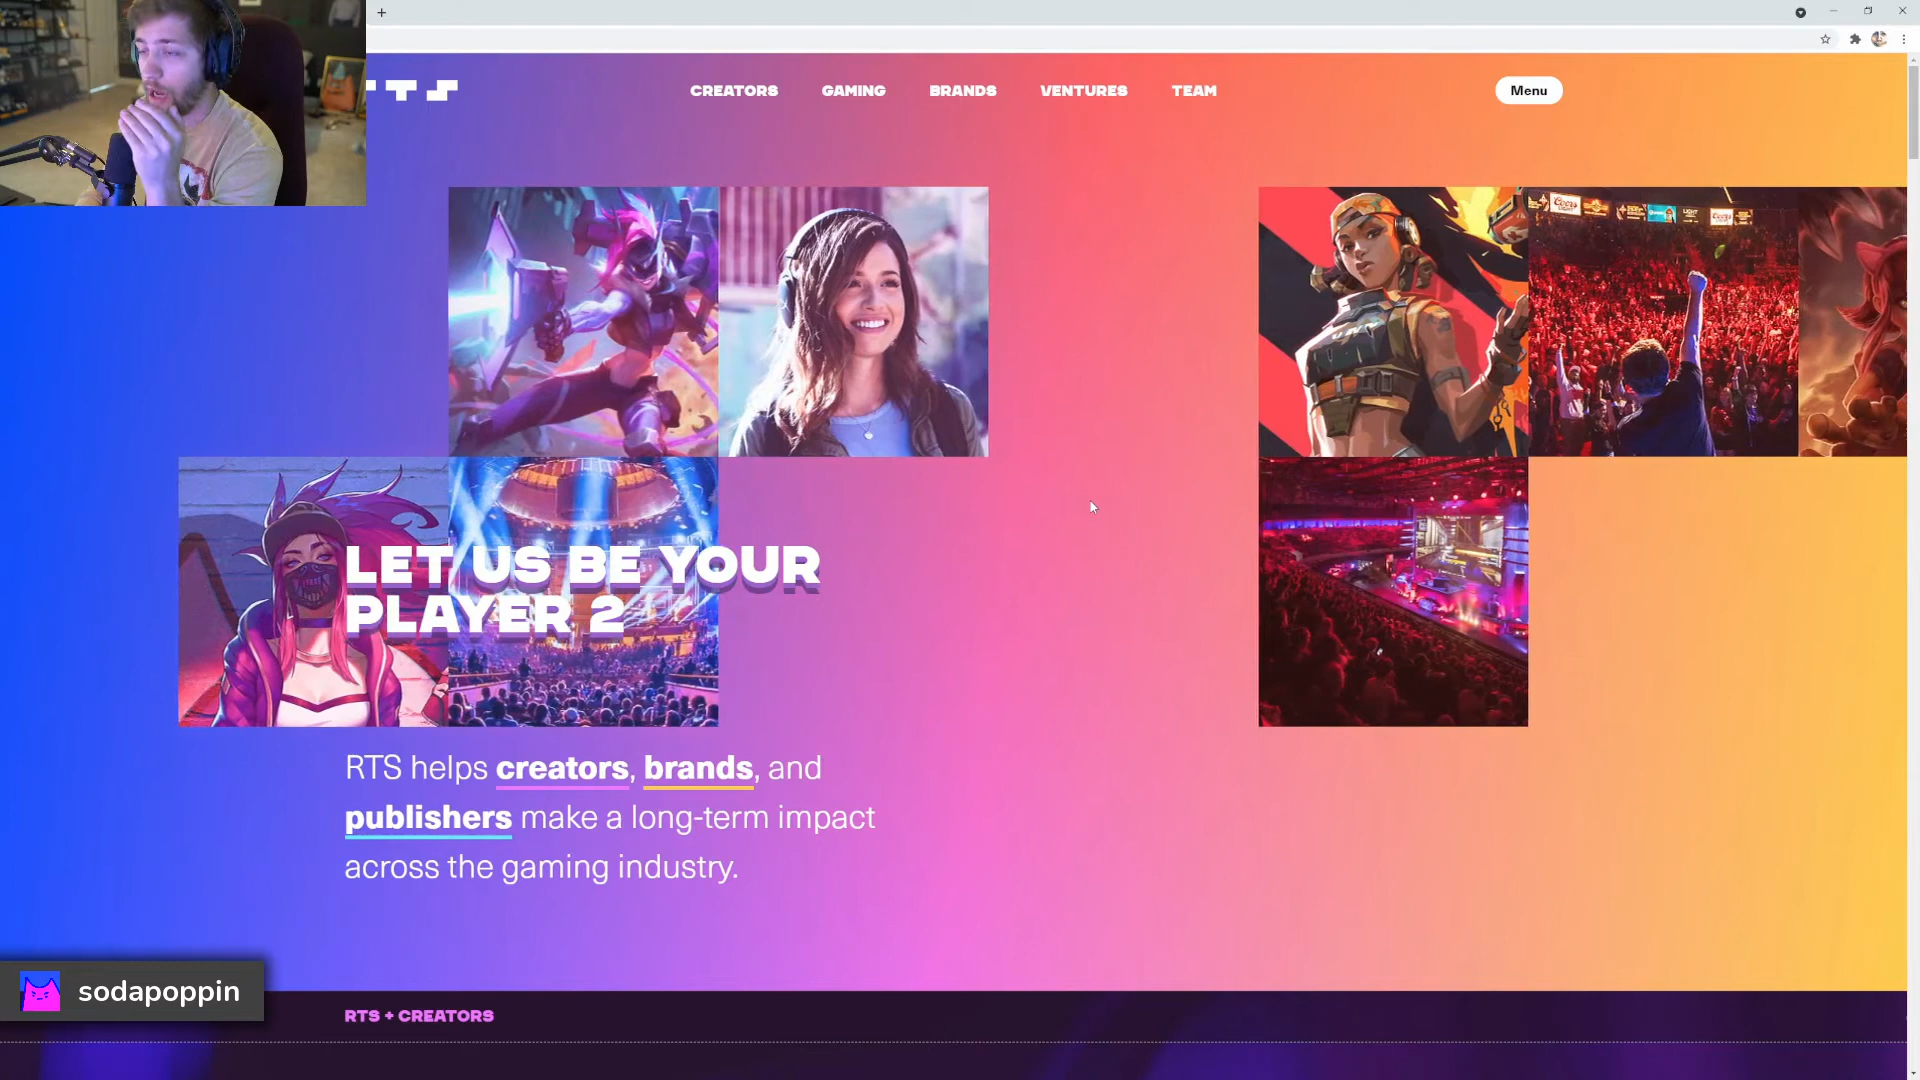 RTS
CREATORS
GAMING
BRANDS
VENTURES
TEAM
Menu
LET US BE YOUR
PLAYER 2
RTS helps creators, brands, and
publishers make a long-term impact
across the gaming industry.
sodapoppin
RTS + CREATORS